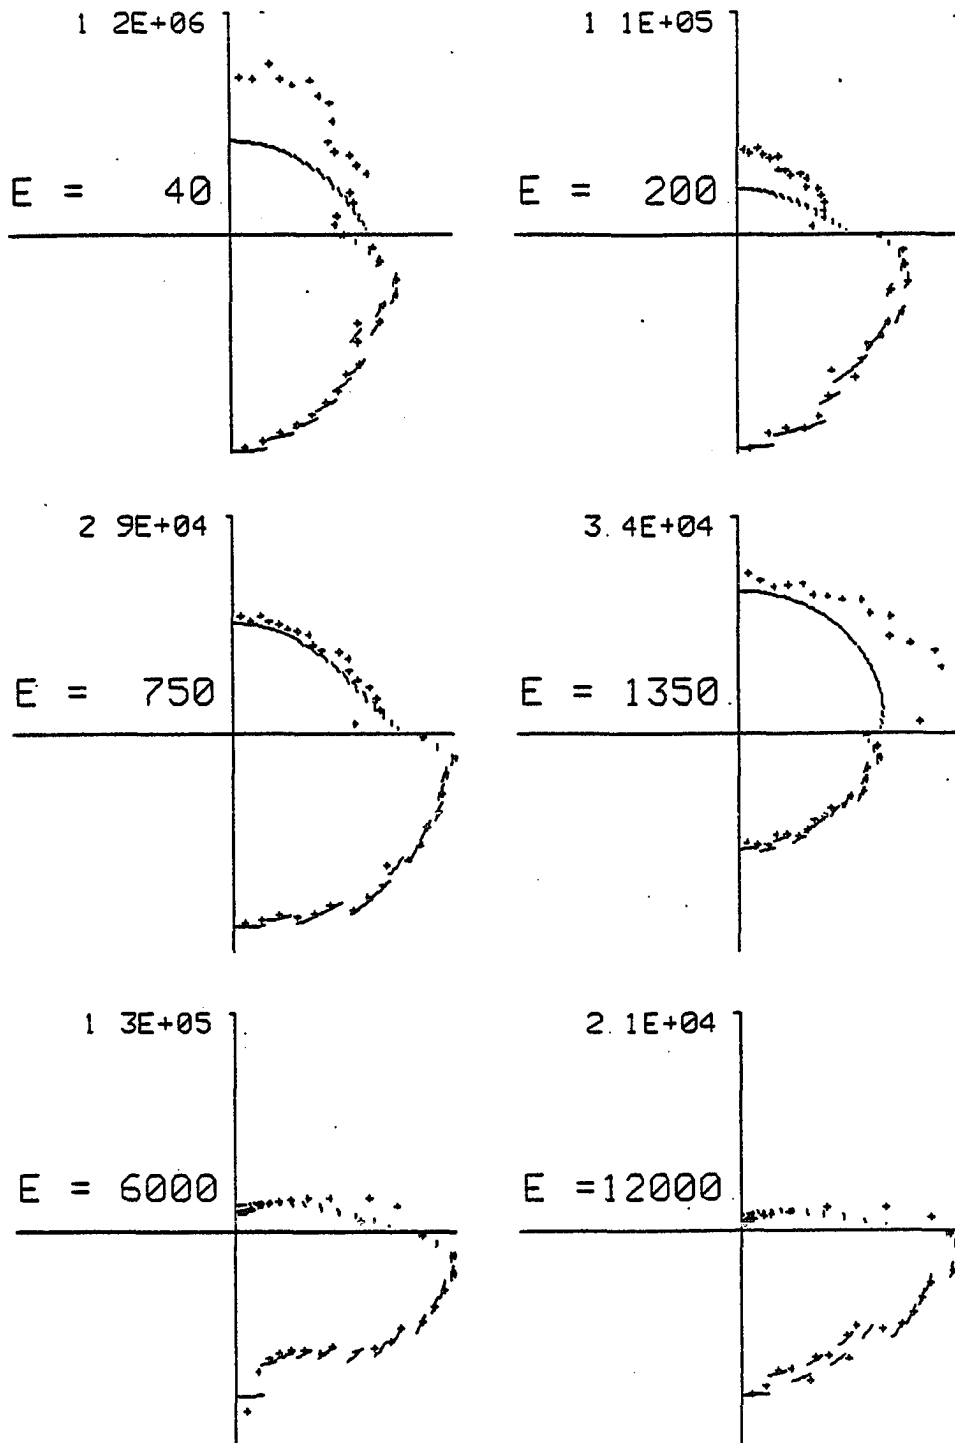 1 2E+06
1 1E+05
E = 40
E = 200
2 9E+04
3. 4E+04
E = 750
E = 1350
1 3E+05
2. 1E+04
E = 6000
E =12000